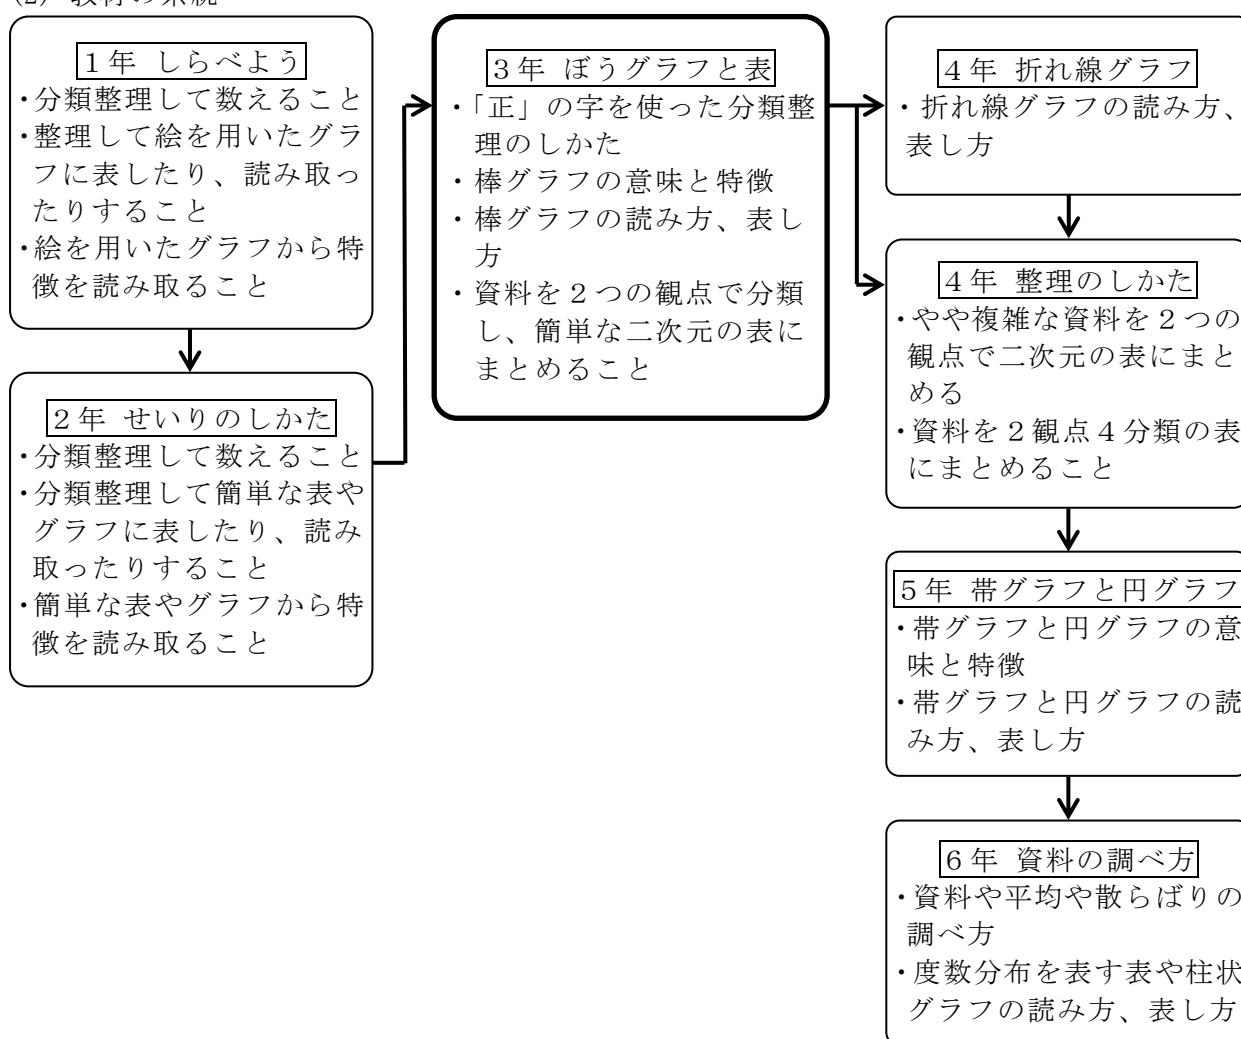 (2) 教材の系統
１年 しらべよう
・分類整理して数えること
・整理して絵を用いたグラ
フに表したり、読み取っ
たりすること
・絵を用いたグラフから特
徴を読み取ること
２年 せいりのしかた
・分類整理して数えること
・分類整理して簡単な表や
グラフに表したり、読み
取ったりすること
・簡単な表やグラフから特
徴を読み取ること
３年 ぼうグラフと表
・「正」の字を使った分類整
理のしかた
・棒グラフの意味と特徴
・棒グラフの読み方、表し
方
・資料を２つの観点で分類
し、簡単な二次元の表に
まとめること
４年 折れ線グラフ
・折れ線グラフの読み方、
表し方
４年 整理のしかた
・やや複雑な資料を２つの
観点で二次元の表にまと
める
・資料を２観点４分類の表
にまとめること
５年 帯グラフと円グラフ
・帯グラフと円グラフの意
味と特徴
・帯グラフと円グラフの読
み方、表し方
６年 資料の調べ方
・資料や平均や散らばりの
調べ方
・度数分布を表す表や柱状
グラフの読み方、表し方